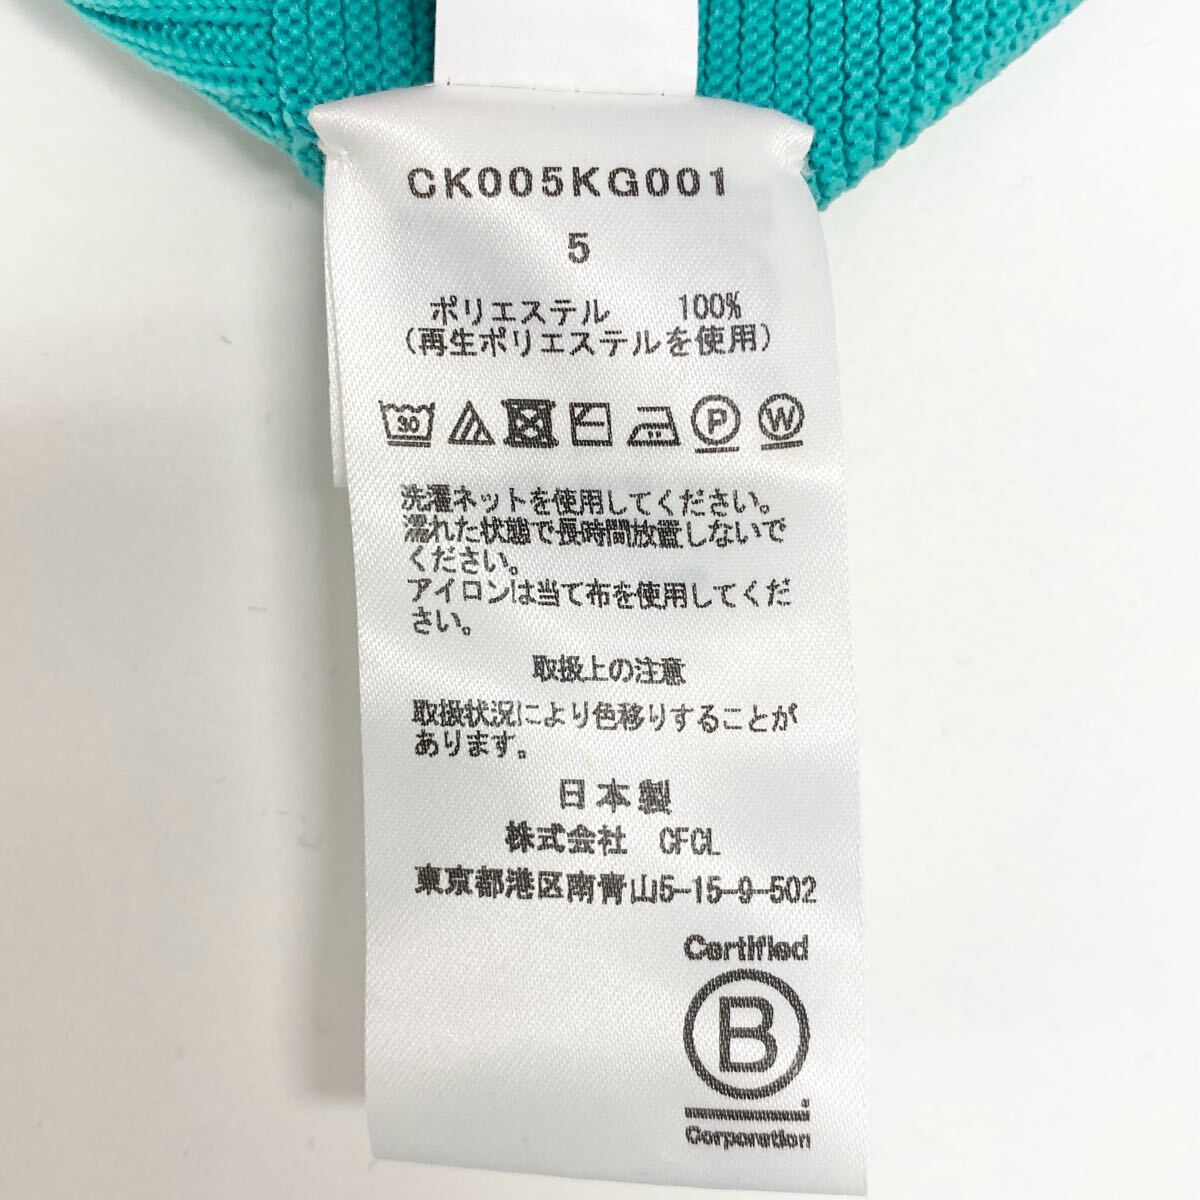 CK005KG001
5
ポリエステル 100%
(再生ポリエステルを使用)
30 P W
洗濯ネットを使用してください。
濡れた状態で長時間放置しないで
ください。
アイロンは当て布を使用してくだ
さい。
取扱上の注意
取扱状況により色移りすることが
あります。
日本製
株式会社 CFCL
東京都港区南青山5-15-9-502
Certified
B
Corporation